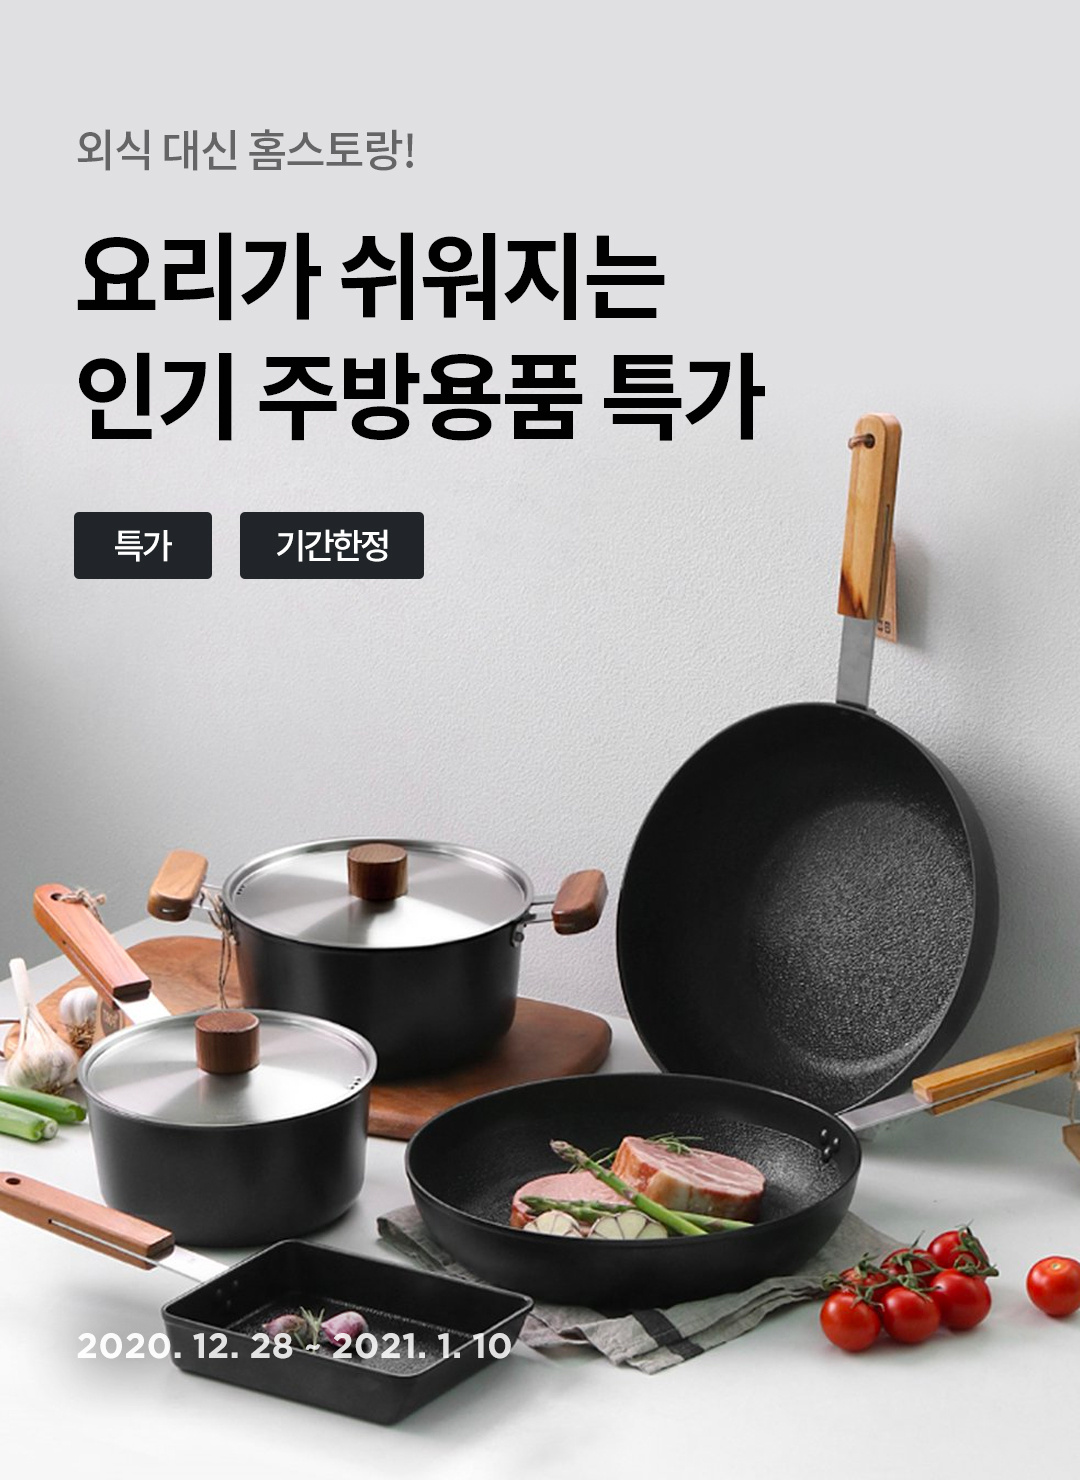 외식 대신 홈스토랑!
요리가 쉬워지는
인기 주방용품 특가
특가
기간한정
2020. 12. 28 ~ 2021. 1. 10